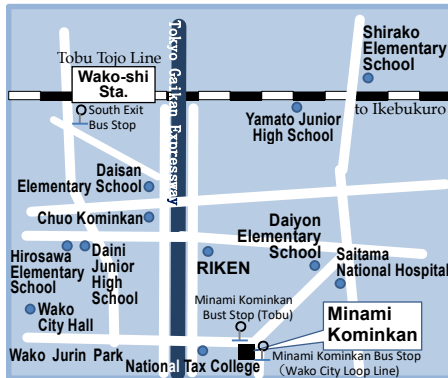 Shirako
Elementary
School
Tobu Tojo Line
Wako-shi
Sta.
Tokyo Gaikan Expressway
South Exit
Bus Stop
to Ikebukuro
Yamato Junior
High School
Daisan
Elementary School
Chuo Kominkan
Daiyon
Elementary
School
Saitama
National Hospital
Hirosawa
Elementary
School
Daini
Junior
High
School
RIKEN
Wako
City Hall
Minami Kominkan
Bust Stop (Tobu)
Minami
Kominkan
Wako Jurin Park
National Tax College
Minami Kominkan Bus Stop
(Wako City Loop Line)